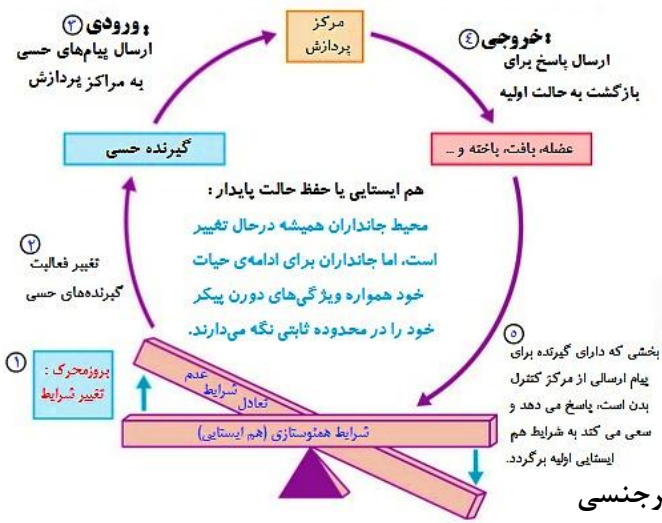 مرکز
پردازش
③ ورودی:
ارسال پیام‌های حسی
به مراکز پردازش
④ خروجی:
ارسال پاسخ برای
بازگشت به حالت اولیه
گیرنده حسی
عضله، بافت، یاخته و ...
هم ایستایی یا حفظ حالت پایدار :
محیط جانداران همیشه درحال تغییر
است، اما جانداران برای ادامه‌ی حیات
خود همواره ویژگی‌های دورن پیکر
خود را در محدوده ثابتی نگه می‌دارند.
②
تغییر فعالیت
گیرنده‌های حسی
①
بروزمحرک :
تغییر شرایط
عدم
شرایط
تعادل
شرایط همئوستازی (هم ایستایی)
⑤
بخشی که دارای گیرنده برای
پیام ارسالی از مرکز کنترل
بدن است، پاسخ می دهد و
سعی می کند به شرایط هم
ایستایی اولیه برگردد.
رجنسی